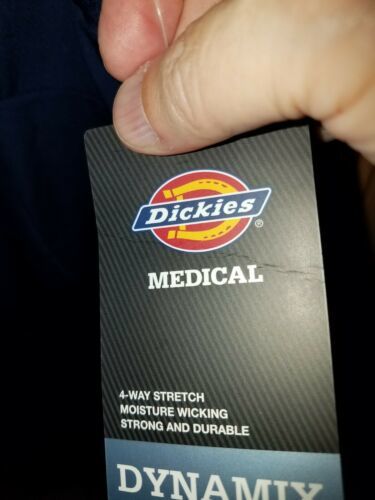 Dickies®
MEDICAL
4-WAY STRETCH
MOISTURE WICKING
STRONG AND DURABLE
DYNAMIX